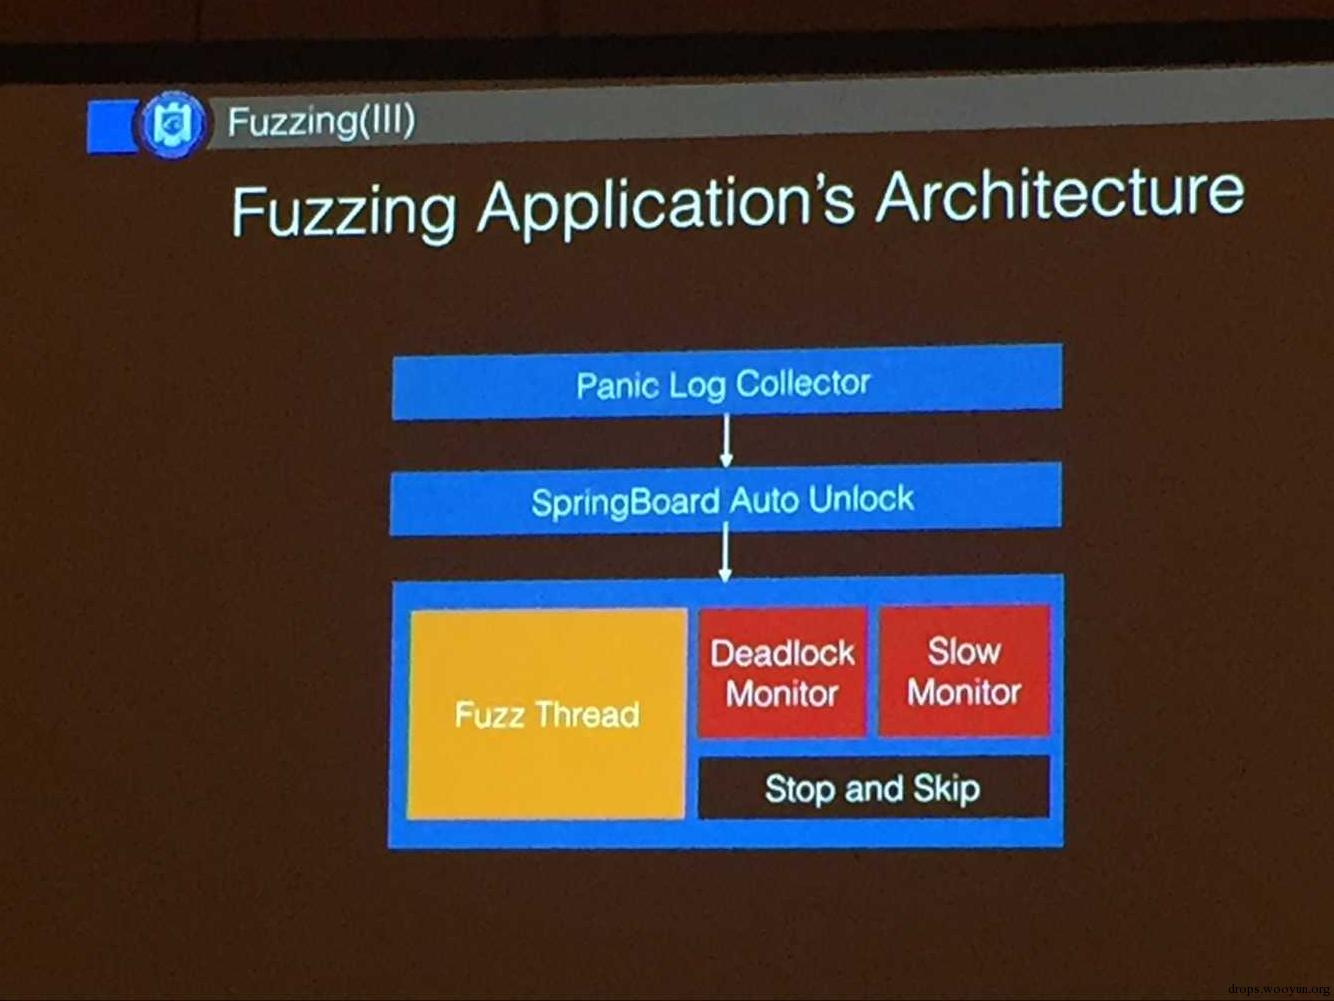 Fuzzing(III)
Fuzzing Application's Architecture
Panic Log Collector
SpringBoard Auto Unlock
Fuzz Thread
Deadlock
Monitor
Slow
Monitor
Stop and Skip
drops.wooyun.org